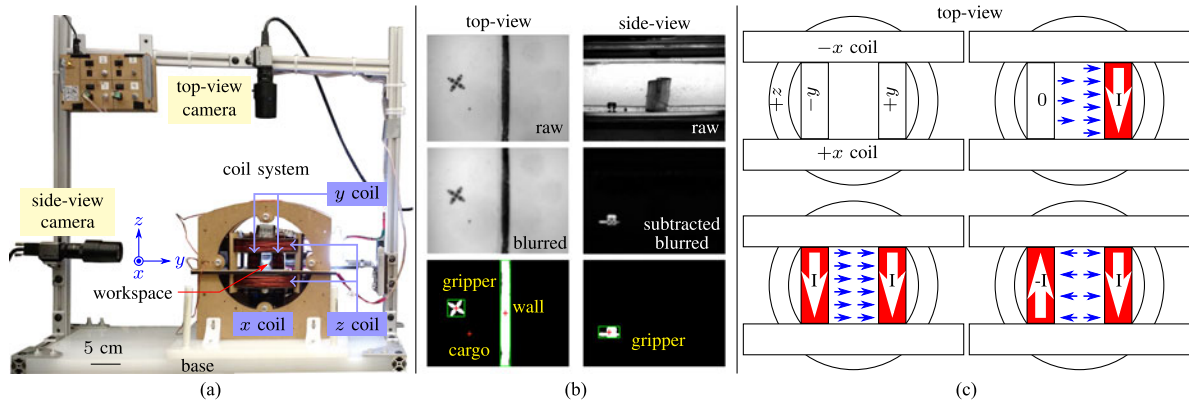 top-view
camera
coil system
y coil
side-view
camera
z
x
y
workspace
x coil
z coil
5 cm
base
(a)
top-view
side-view
raw
raw
blurred
subtracted
blurred
gripper
wall
cargo
gripper
(b)
top-view
−x coil
+z
−y
+y
+x coil
0
I
I
I
-I
I
(c)